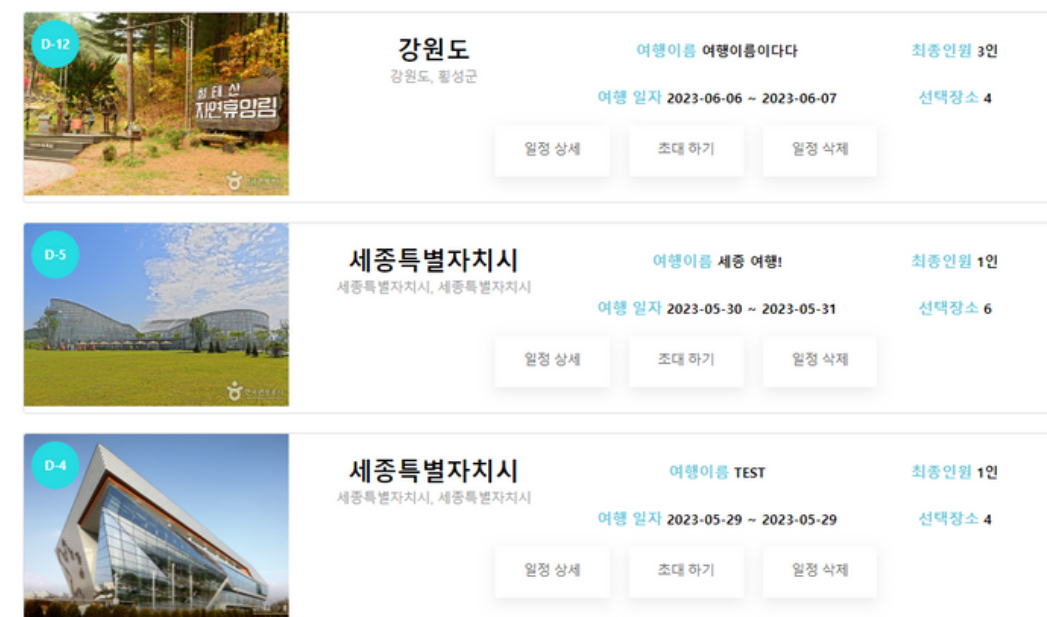 D-12
청태산
자연휴양림
강원도
강원도, 횡성군
여행이름 여행이름이다다
최종인원 3인
여행 일자 2023-06-06 ~ 2023-06-07
선택장소 4
일정 상세
초대 하기
일정 삭제
D-5
세종특별자치시
세종특별자치시, 세종특별자치시
여행이름 세종 여행!
최종인원 1인
여행 일자 2023-05-30 ~ 2023-05-31
선택장소 6
일정 상세
초대 하기
일정 삭제
한국관광공사
D-4
세종특별자치시
세종특별자치시, 세종특별자치시
여행이름 TEST
최종인원 1인
여행 일자 2023-05-29 ~ 2023-05-29
선택장소 4
일정 상세
초대 하기
일정 삭제